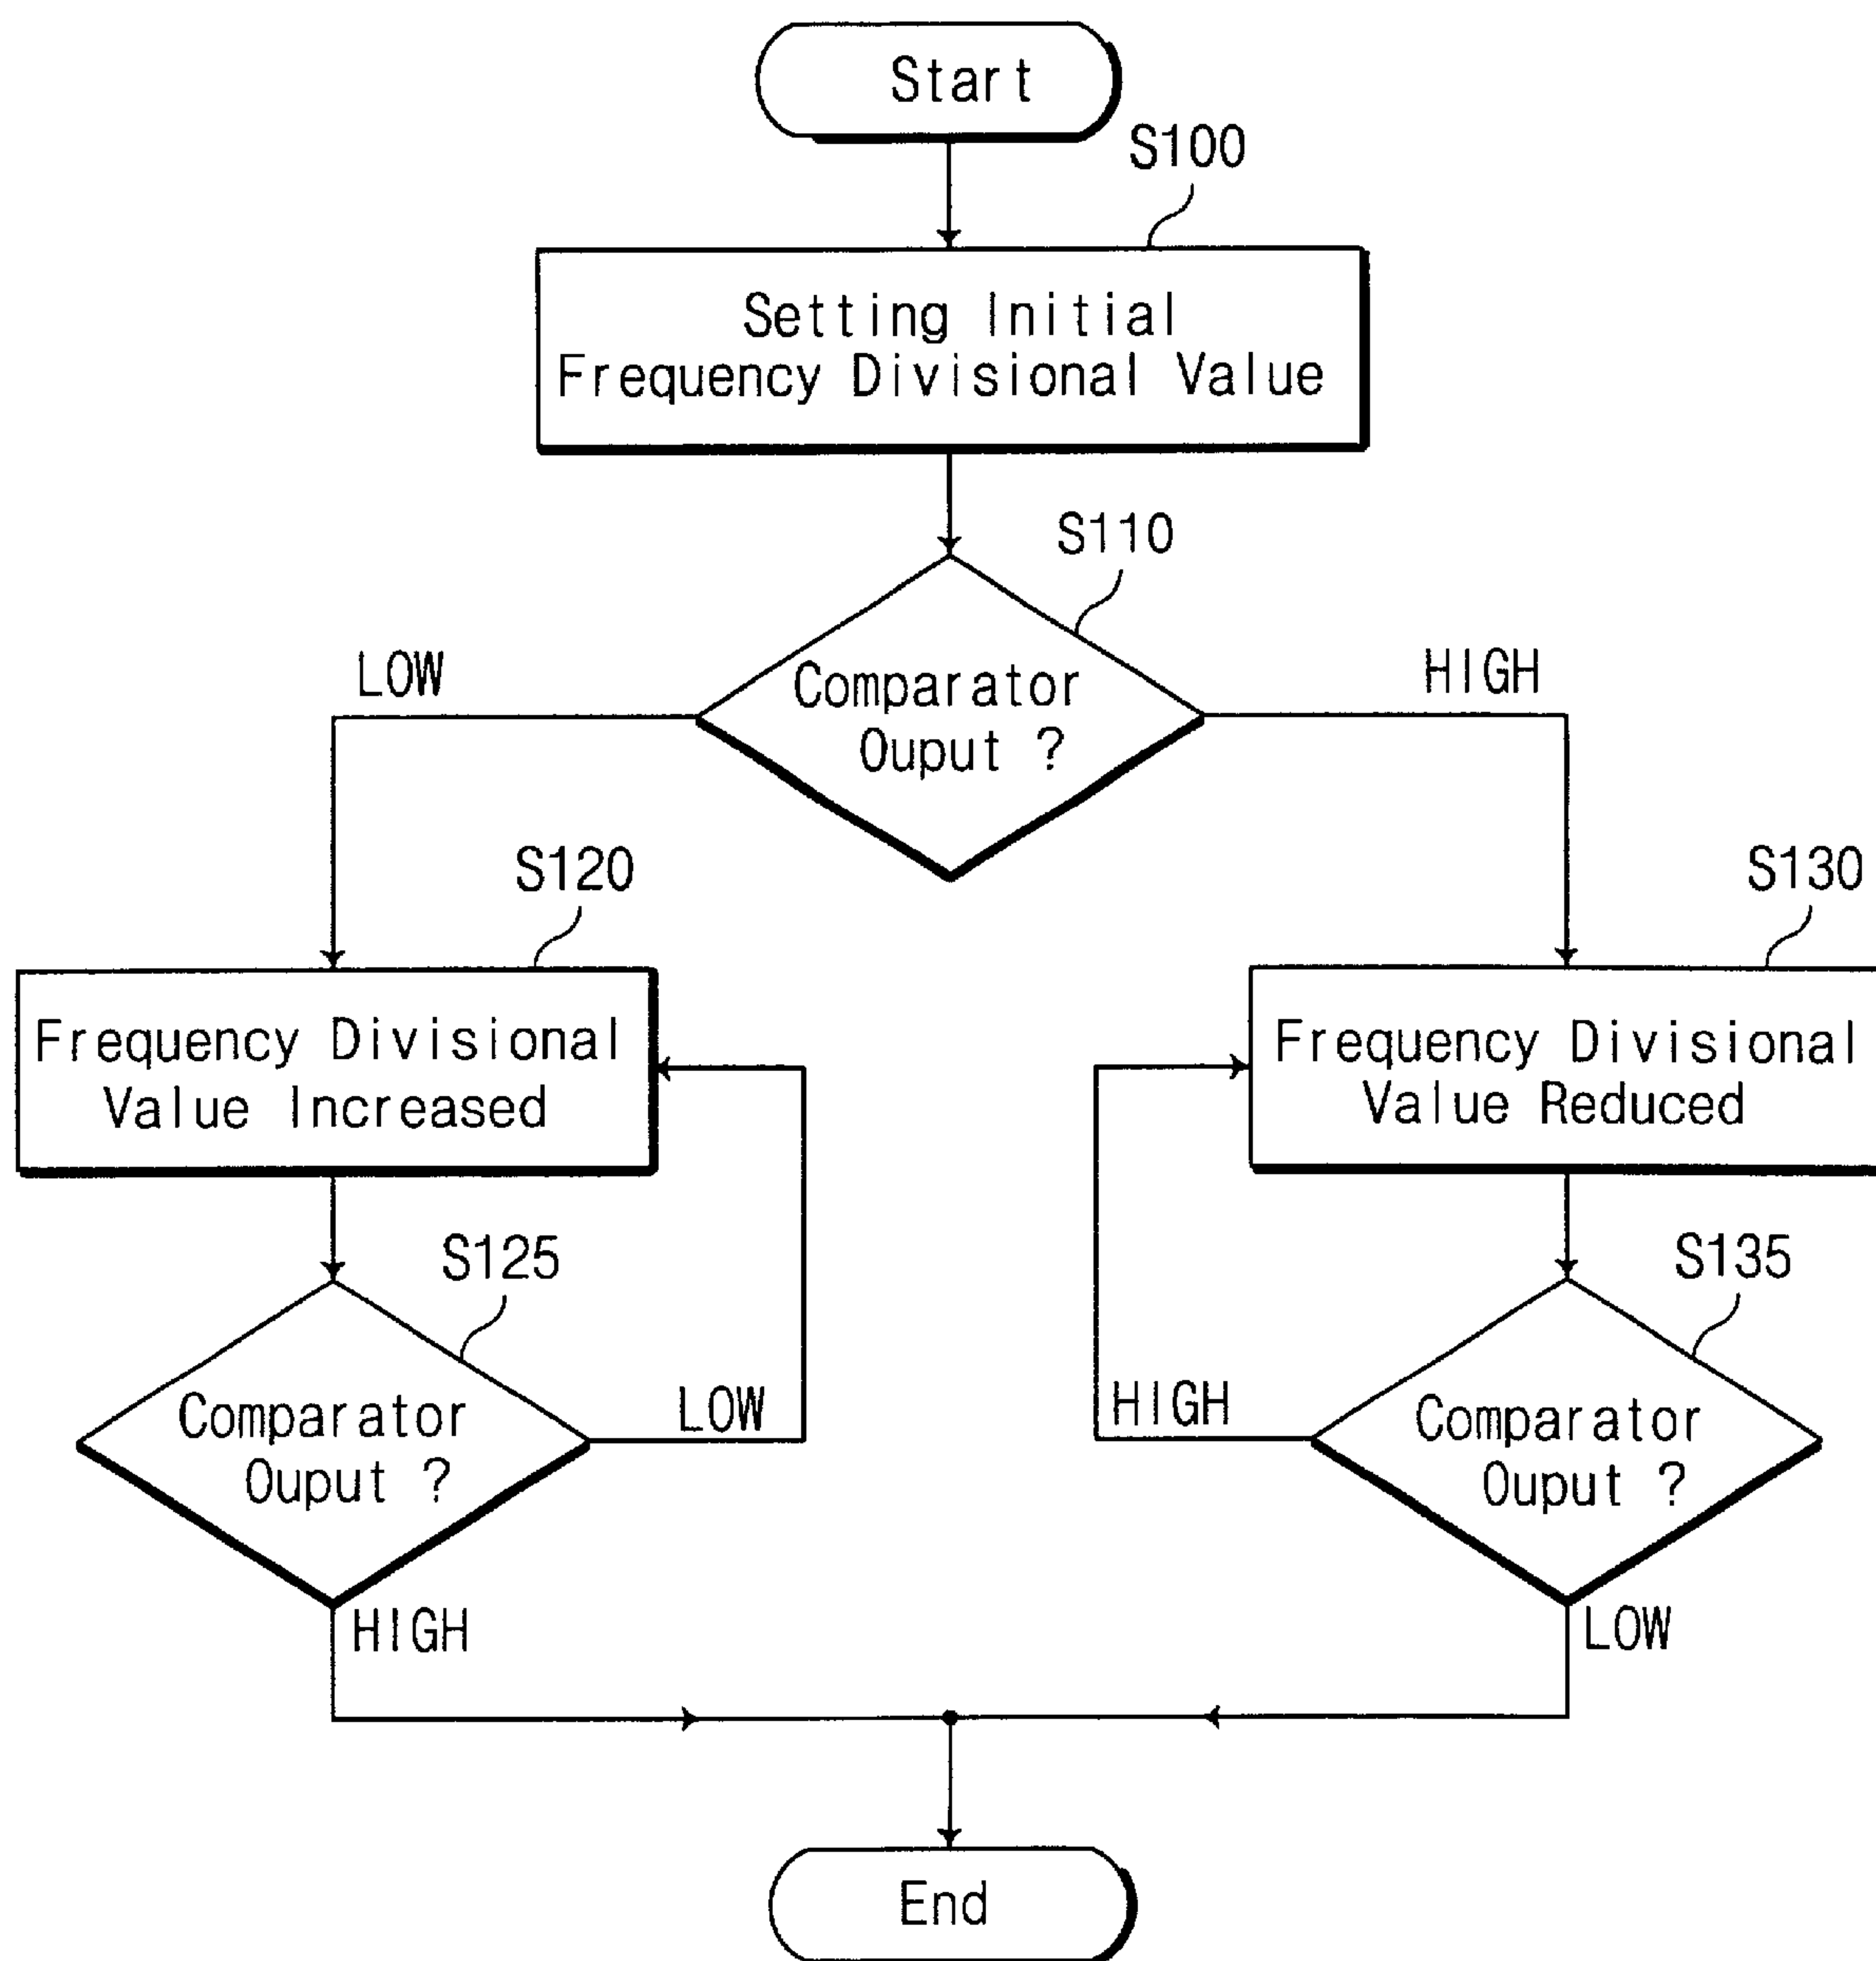 Start
S100
Setting Initial
Frequency Divisional Value
S110
LOW
HIGH
Comparator
Ouput ?
S120
S130
Frequency Divisional
Value Increased
Frequency Divisional
Value Reduced
S125
S135
Comparator
Ouput ?
LOW
HIGH
Comparator
Ouput ?
HIGH
LOW
End